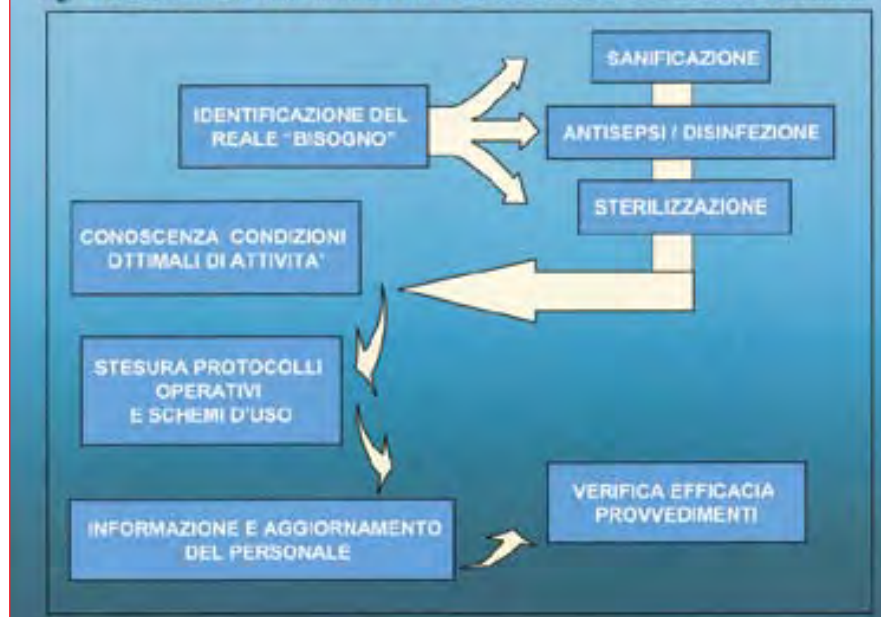 IDENTIFICAZIONE DEL
REALE “BISOGNO”
SANIFICAZIONE
ANTISEPSI / DISINFEZIONE
STERILIZZAZIONE
CONOSCENZA CONDIZIONI
OTTIMALI DI ATTIVITA’
STESURA PROTOCOLLI
OPERATIVI
E SCHEMI D’USO
INFORMAZIONE E AGGIORNAMENTO
DEL PERSONALE
VERIFICA EFFICACIA
PROVVEDIMENTI